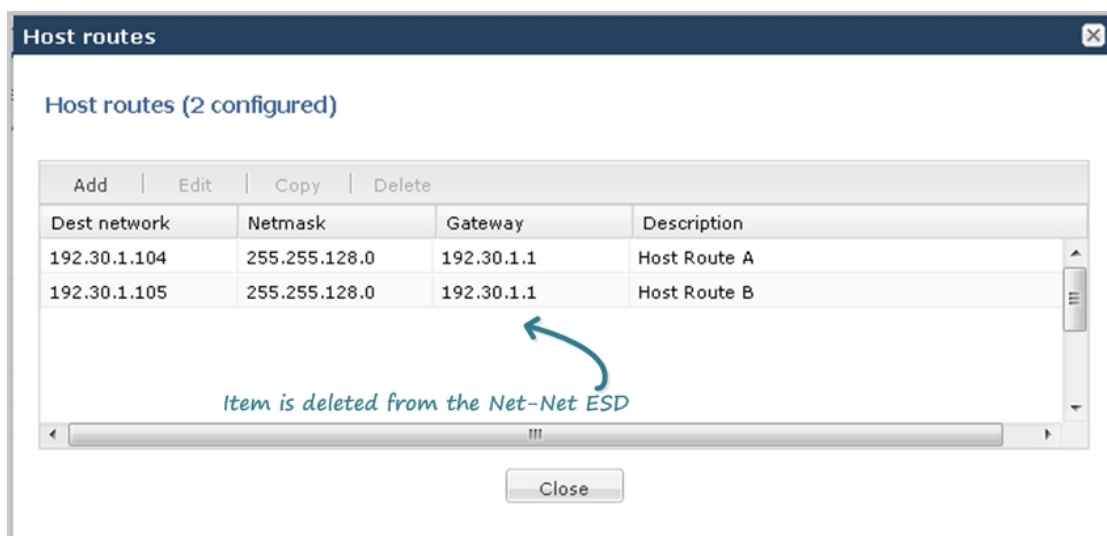 Host routes
Host routes (2 configured)
Add Edit Copy Delete
Dest network Netmask Gateway Description
192.30.1.104 255.255.128.0 192.30.1.1 Host Route A
192.30.1.105 255.255.128.0 192.30.1.1 Host Route B
Item is deleted from the Net-Net ESD
Close